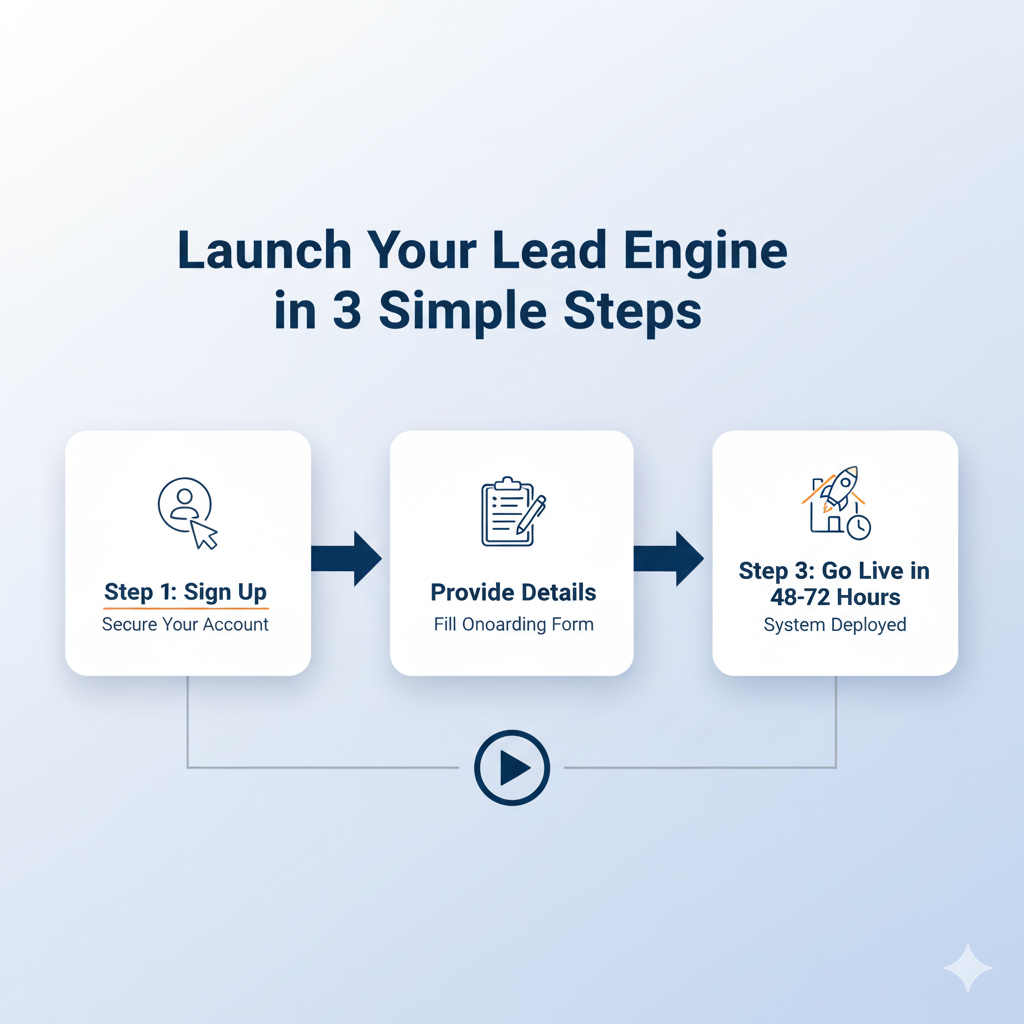 Launch Your Lead Engine
in 3 Simple Steps
Step 1: Sign Up
Secure Your Account
Provide Details
Fill Onoarding Form
Step 3: Go Live in
48-72 Hours
System Deployed